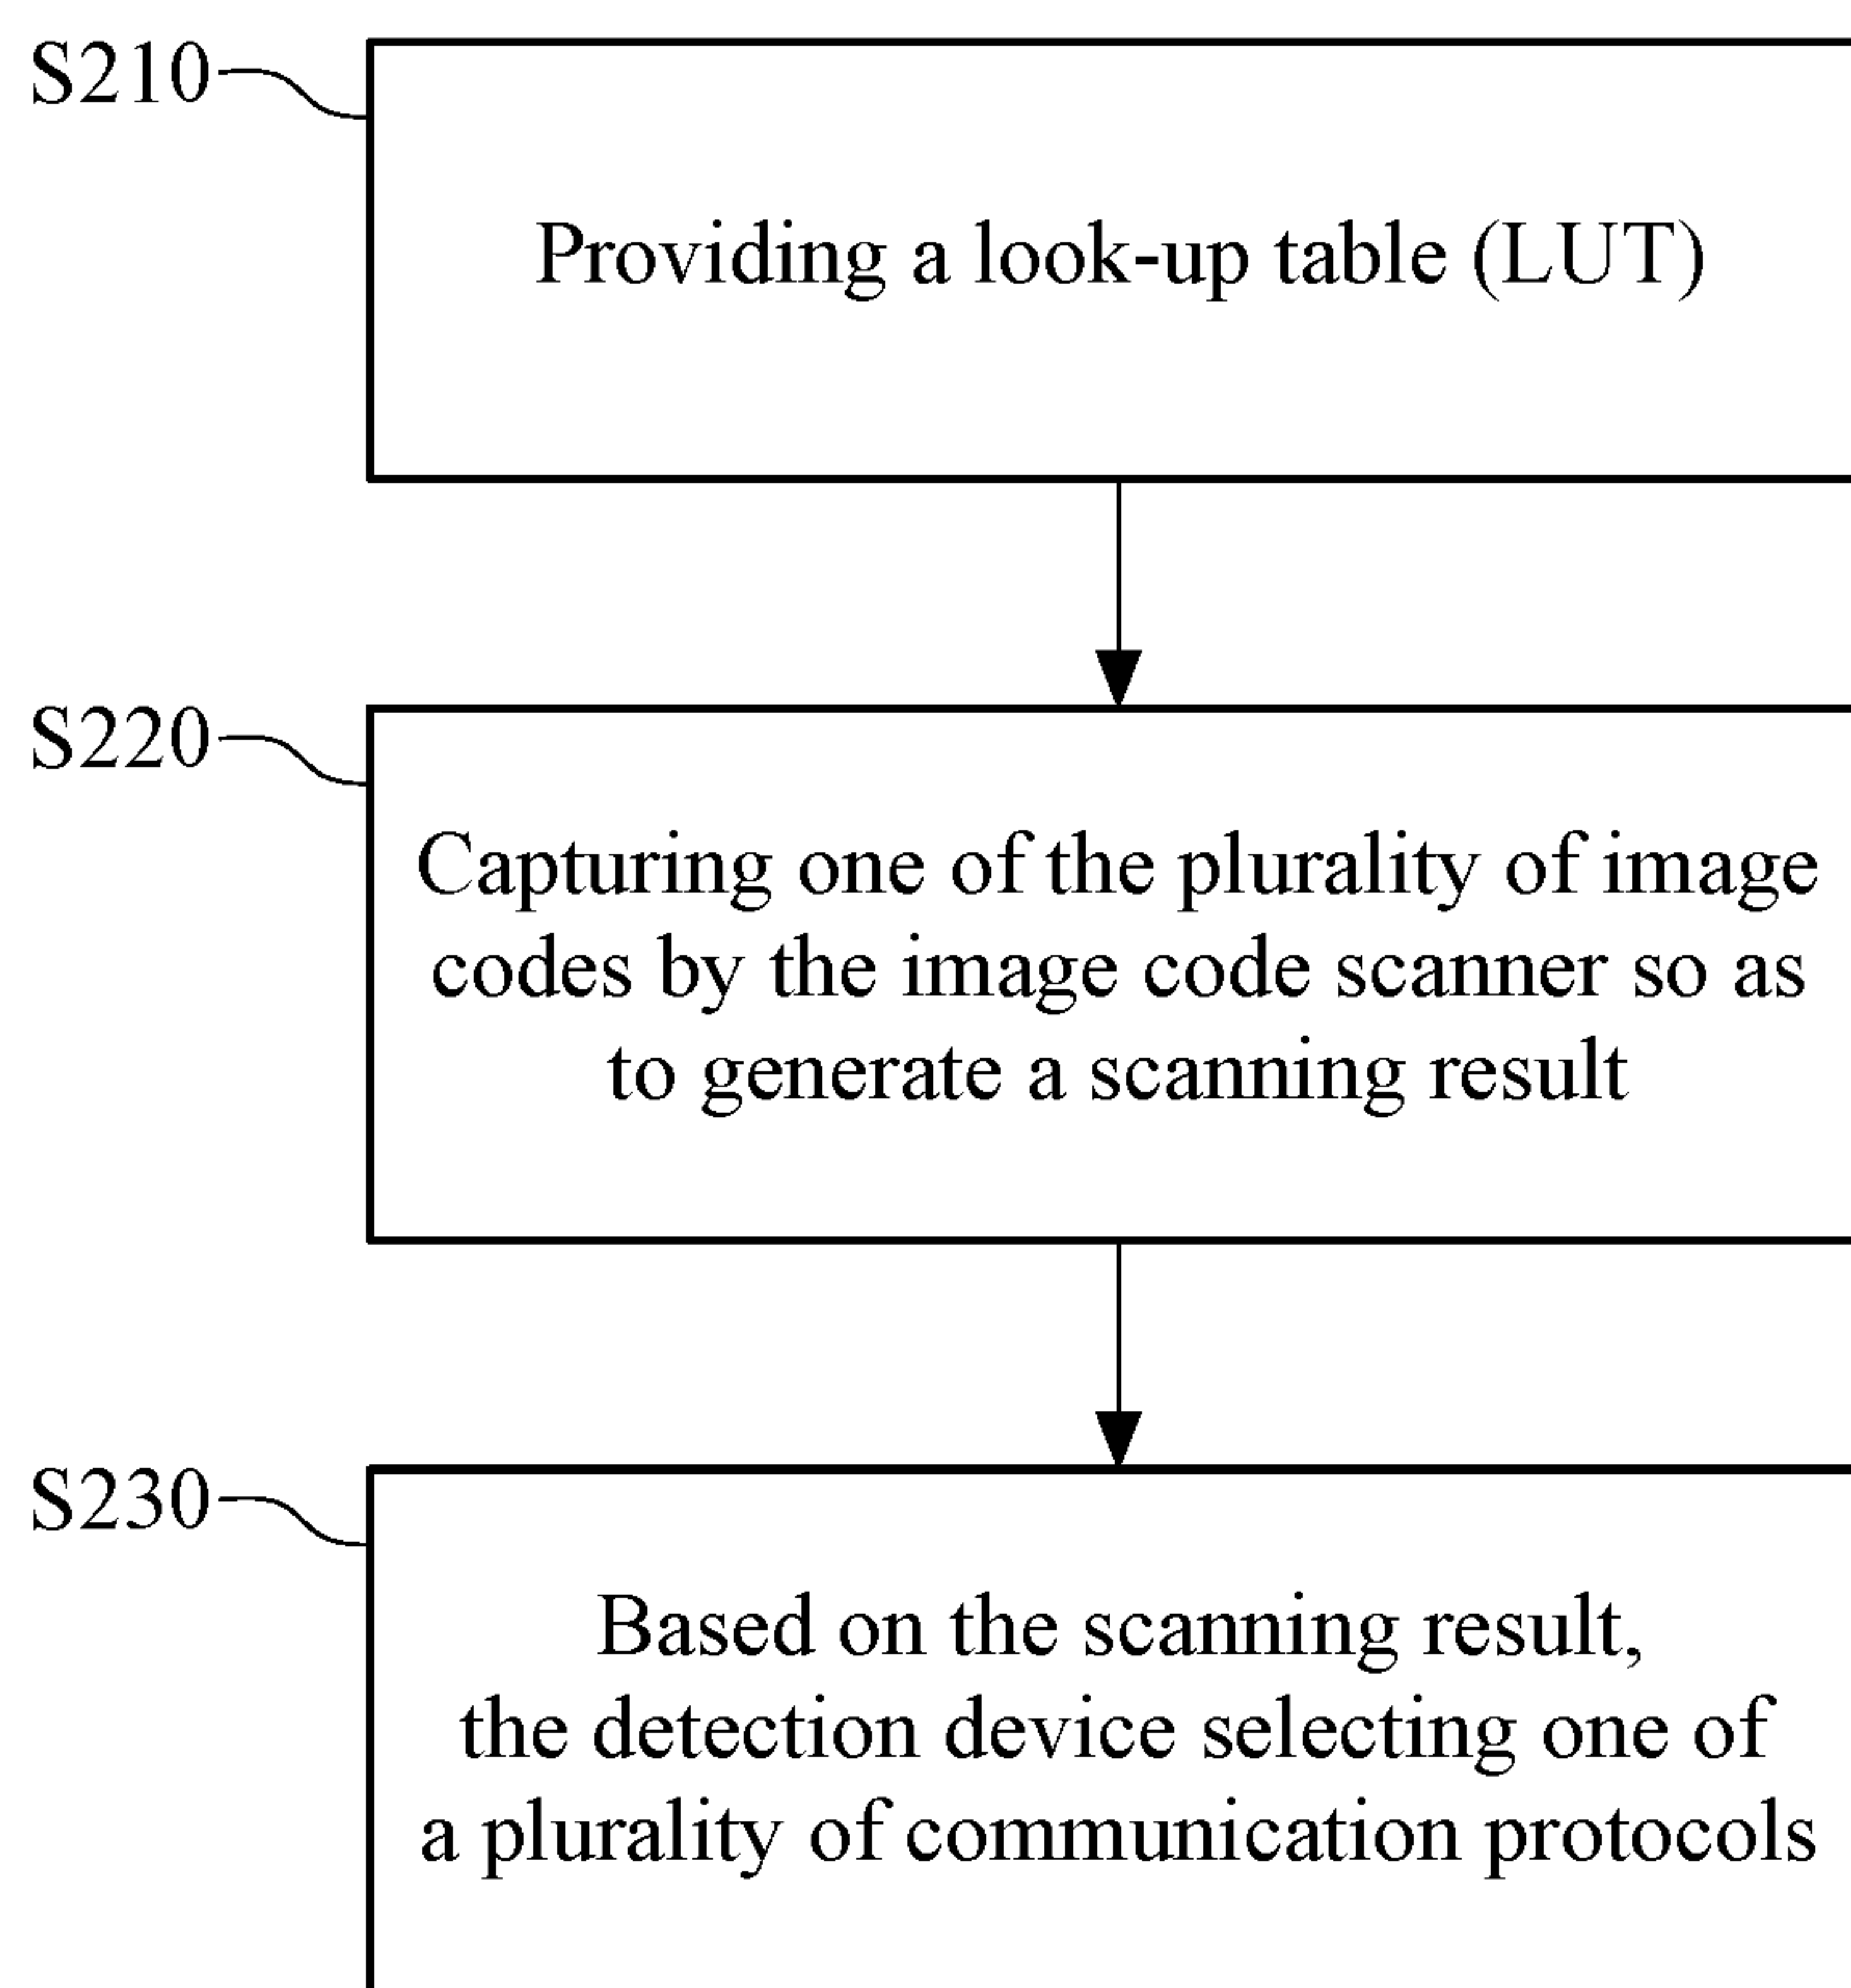 S210
Providing a look-up table (LUT)
S220
Capturing one of the plurality of image
codes by the image code scanner so as
to generate a scanning result
S230
Based on the scanning result,
the detection device selecting one of
a plurality of communication protocols